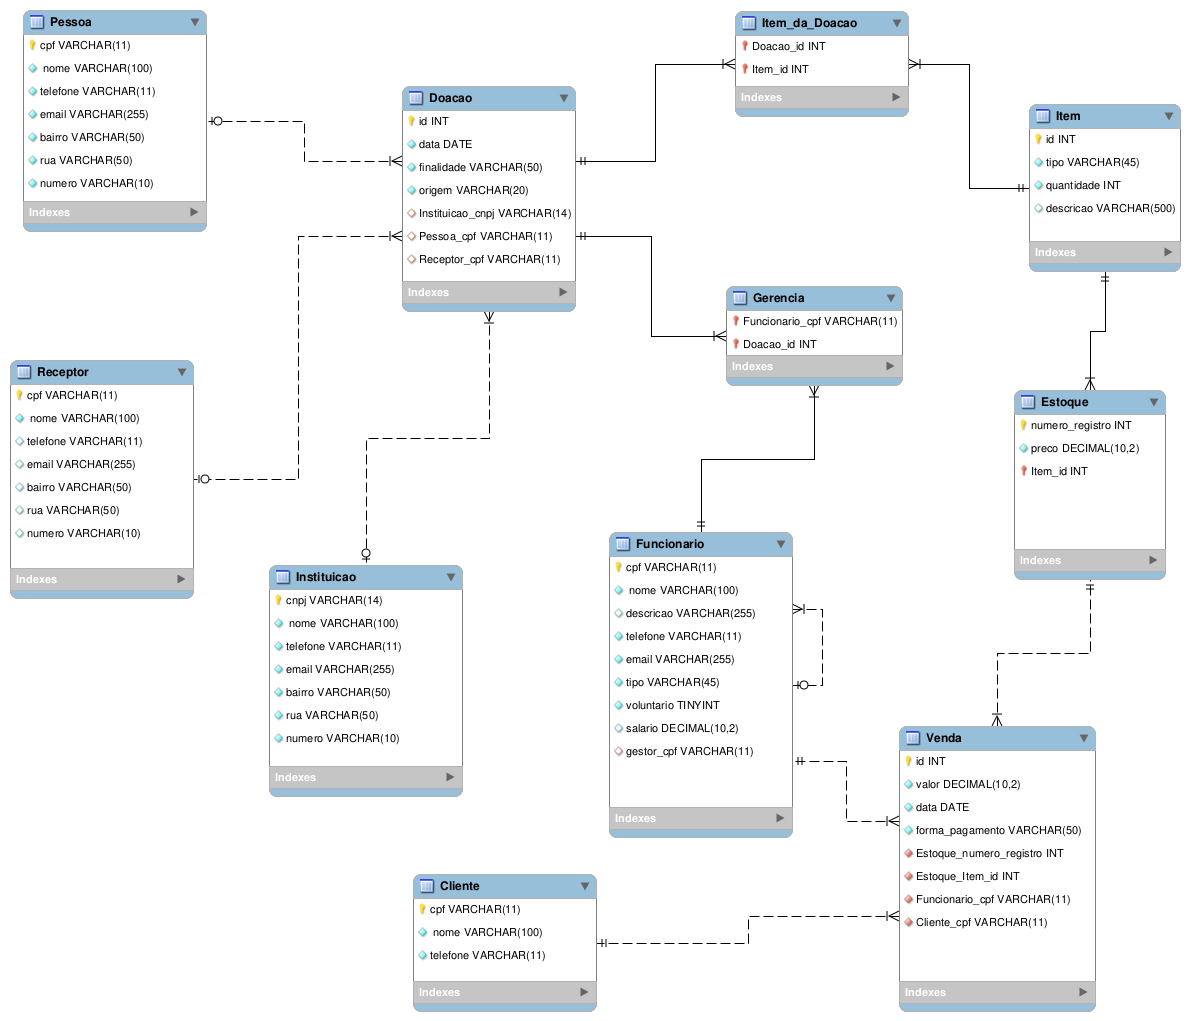 Pessoa
cpf VARCHAR(11)
nome VARCHAR(100)
telefone VARCHAR(11)
email VARCHAR(255)
bairro VARCHAR(50)
rua VARCHAR(50)
numero VARCHAR(10)
Indexes
Doacao
id INT
data DATE
finalidade VARCHAR(50)
origem VARCHAR(20)
Instituicao_cnpj VARCHAR(14)
Pessoa_cpf VARCHAR(11)
Receptor_cpf VARCHAR(11)
Indexes
Item_da_Doacao
Doacao_id INT
Item_id INT
Indexes
Item
id INT
tipo VARCHAR(45)
quantidade INT
descricao VARCHAR(500)
Indexes
Gerencia
Funcionario_cpf VARCHAR(11)
Doacao_id INT
Indexes
Receptor
cpf VARCHAR(11)
nome VARCHAR(100)
telefone VARCHAR(11)
email VARCHAR(255)
bairro VARCHAR(50)
rua VARCHAR(50)
numero VARCHAR(10)
Indexes
Estoque
numero_registro INT
preco DECIMAL(10,2)
Item_id INT
Indexes
Instituicao
cnpj VARCHAR(14)
nome VARCHAR(100)
telefone VARCHAR(11)
email VARCHAR(255)
bairro VARCHAR(50)
rua VARCHAR(50)
numero VARCHAR(10)
Indexes
Funcionario
cpf VARCHAR(11)
nome VARCHAR(100)
descricao VARCHAR(255)
telefone VARCHAR(11)
email VARCHAR(255)
tipo VARCHAR(45)
voluntario TINYINT
salario DECIMAL(10,2)
gestor_cpf VARCHAR(11)
Indexes
Venda
id INT
valor DECIMAL(10,2)
data DATE
forma_pagamento VARCHAR(50)
Estoque_numero_registro INT
Estoque_Item_id INT
Funcionario_cpf VARCHAR(11)
Cliente_cpf VARCHAR(11)
Indexes
Cliente
cpf VARCHAR(11)
nome VARCHAR(100)
telefone VARCHAR(11)
Indexes